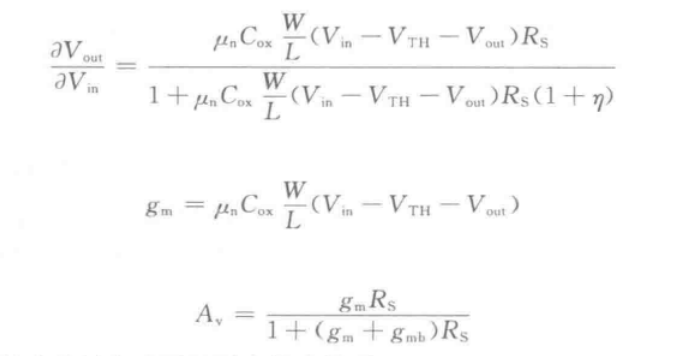 ∂V_out/∂V_in = μ_n C_ox (W/L)(V_in − V_TH − V_out)R_S / (1 + μ_n C_ox (W/L)(V_in − V_TH − V_out)R_S(1 + η))
g_m = μ_n C_ox (W/L)(V_in − V_TH − V_out)
A_v = g_m R_S / (1 + (g_m + g_mb)R_S)